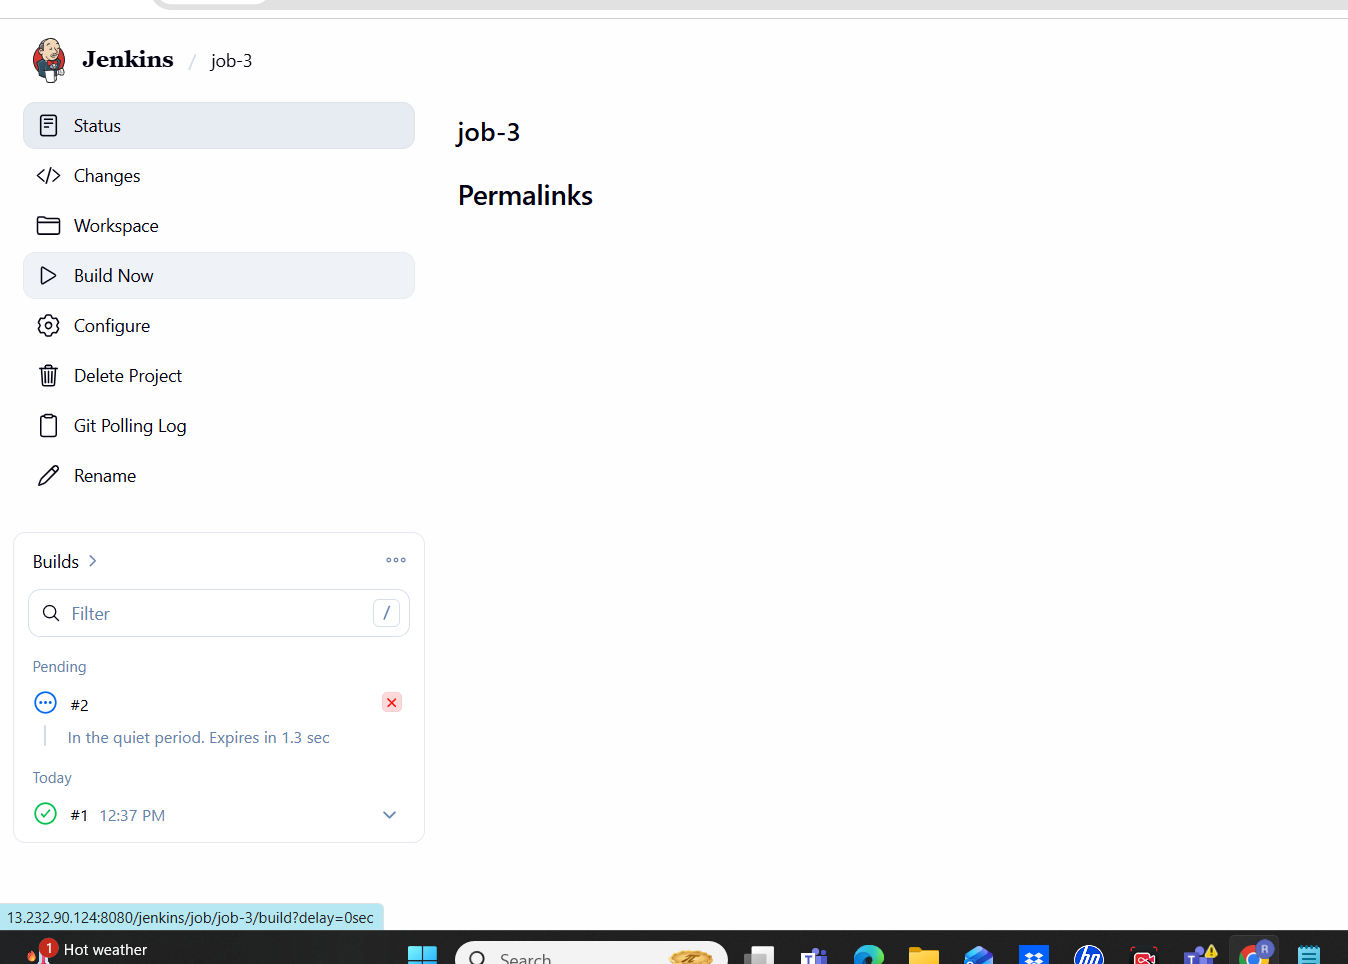 Jenkins / job-3
Status
Changes
Workspace
Build Now
Configure
Delete Project
Git Polling Log
Rename
job-3
Permalinks
Builds
Filter /
Pending
#2
In the quiet period. Expires in 1.3 sec
Today
#1 12:37 PM
13.232.90.124:8080/jenkins/job/job-3/build?delay=0sec
1 Hot weather
Search
hp
R